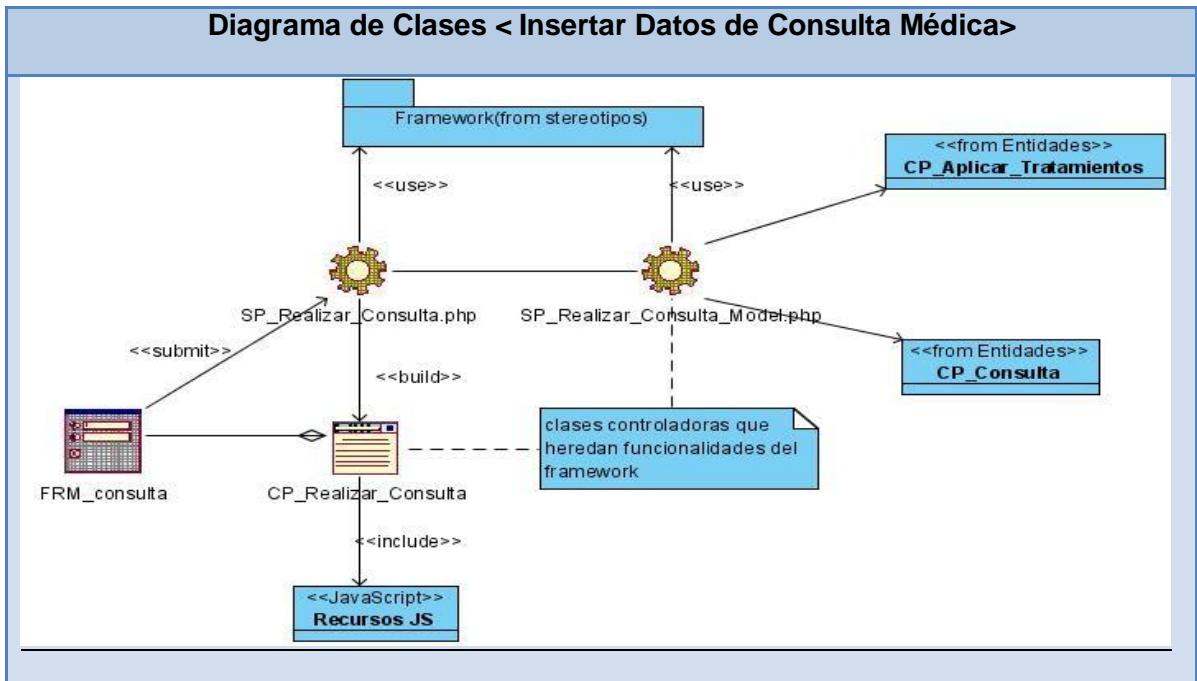 Diagrama de Clases < Insertar Datos de Consulta Médica>
Framework(from stereotipos)
<<from Entidades>>
CP_Aplicar_Tratamientos
<<use>>
<<use>>
SP_Realizar_Consulta.php
SP_Realizar_Consulta_Model.php
<<submit>>
<<from Entidades>>
CP_Consulta
<<build>>
clases controladoras que
heredan funcionalidades del
framework
FRM_consulta
CP_Realizar_Consulta
<<include>>
<<JavaScript>>
Recursos JS